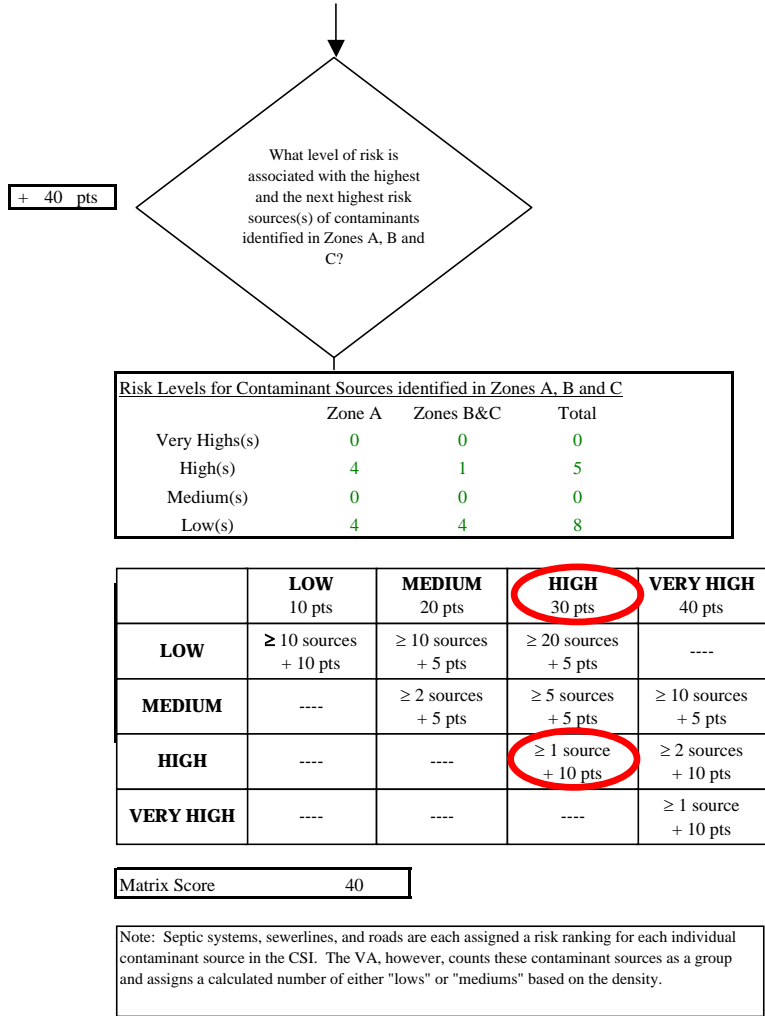 What level of risk is
associated with the highest
and the next highest risk
sources(s) of contaminants
identified in Zones A, B and
C?
+ 40 pts
Risk Levels for Contaminant Sources identified in Zones A, B and C
Zone A Zones B&C Total
Very Highs(s) 0 0 0
High(s) 4 1 5
Medium(s) 0 0 0
Low(s) 4 4 8
LOW MEDIUM HIGH VERY HIGH
10 pts 20 pts 30 pts 40 pts
LOW ≥ 10 sources ≥ 10 sources ≥ 20 sources ----
+ 10 pts + 5 pts + 5 pts
MEDIUM ---- ≥ 2 sources ≥ 5 sources ≥ 10 sources
+ 5 pts + 5 pts + 5 pts
HIGH ---- ---- ≥ 1 source ≥ 2 sources
+ 10 pts + 10 pts
VERY HIGH ---- ---- ---- ≥ 1 source
+ 10 pts
Matrix Score 40
Note: Septic systems, sewerlines, and roads are each assigned a risk ranking for each individual
contaminant source in the CSI. The VA, however, counts these contaminant sources as a group
and assigns a calculated number of either "lows" or "mediums" based on the density.